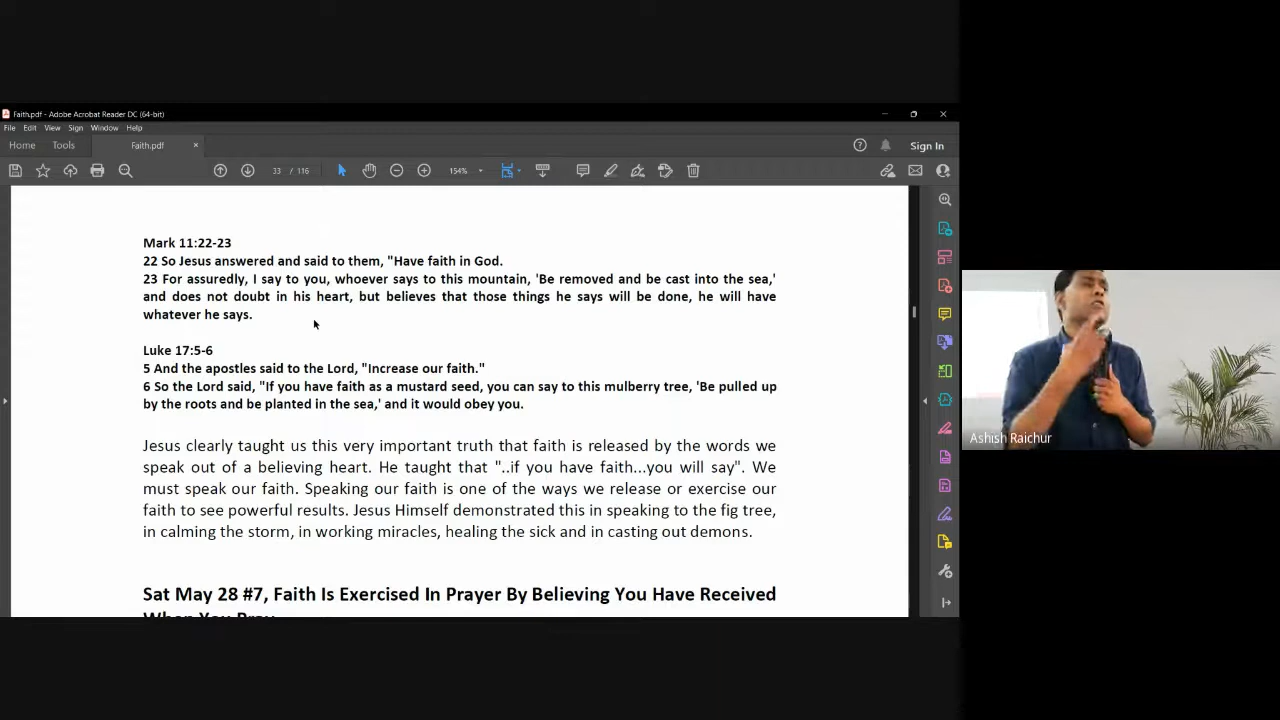 Faith.pdf - Adobe Acrobat Reader DC (64-bit)
File Edit View Sign Window Help
Home Tools Faith.pdf × Sign In
33 / 116 154%
Mark 11:22-23
22 So Jesus answered and said to them, "Have faith in God.
23 For assuredly, I say to you, whoever says to this mountain, 'Be removed and be cast into the sea,'
and does not doubt in his heart, but believes that those things he says will be done, he will have
whatever he says.
Luke 17:5-6
5 And the apostles said to the Lord, "Increase our faith."
6 So the Lord said, "If you have faith as a mustard seed, you can say to this mulberry tree, 'Be pulled up
by the roots and be planted in the sea,' and it would obey you.
Jesus clearly taught us this very important truth that faith is released by the words we
speak out of a believing heart. He taught that "..if you have faith...you will say". We
must speak our faith. Speaking our faith is one of the ways we release or exercise our
faith to see powerful results. Jesus Himself demonstrated this in speaking to the fig tree,
in calming the storm, in working miracles, healing the sick and in casting out demons.
Sat May 28 #7, Faith Is Exercised In Prayer By Believing You Have Received
When You Pray
Ashish Raichur